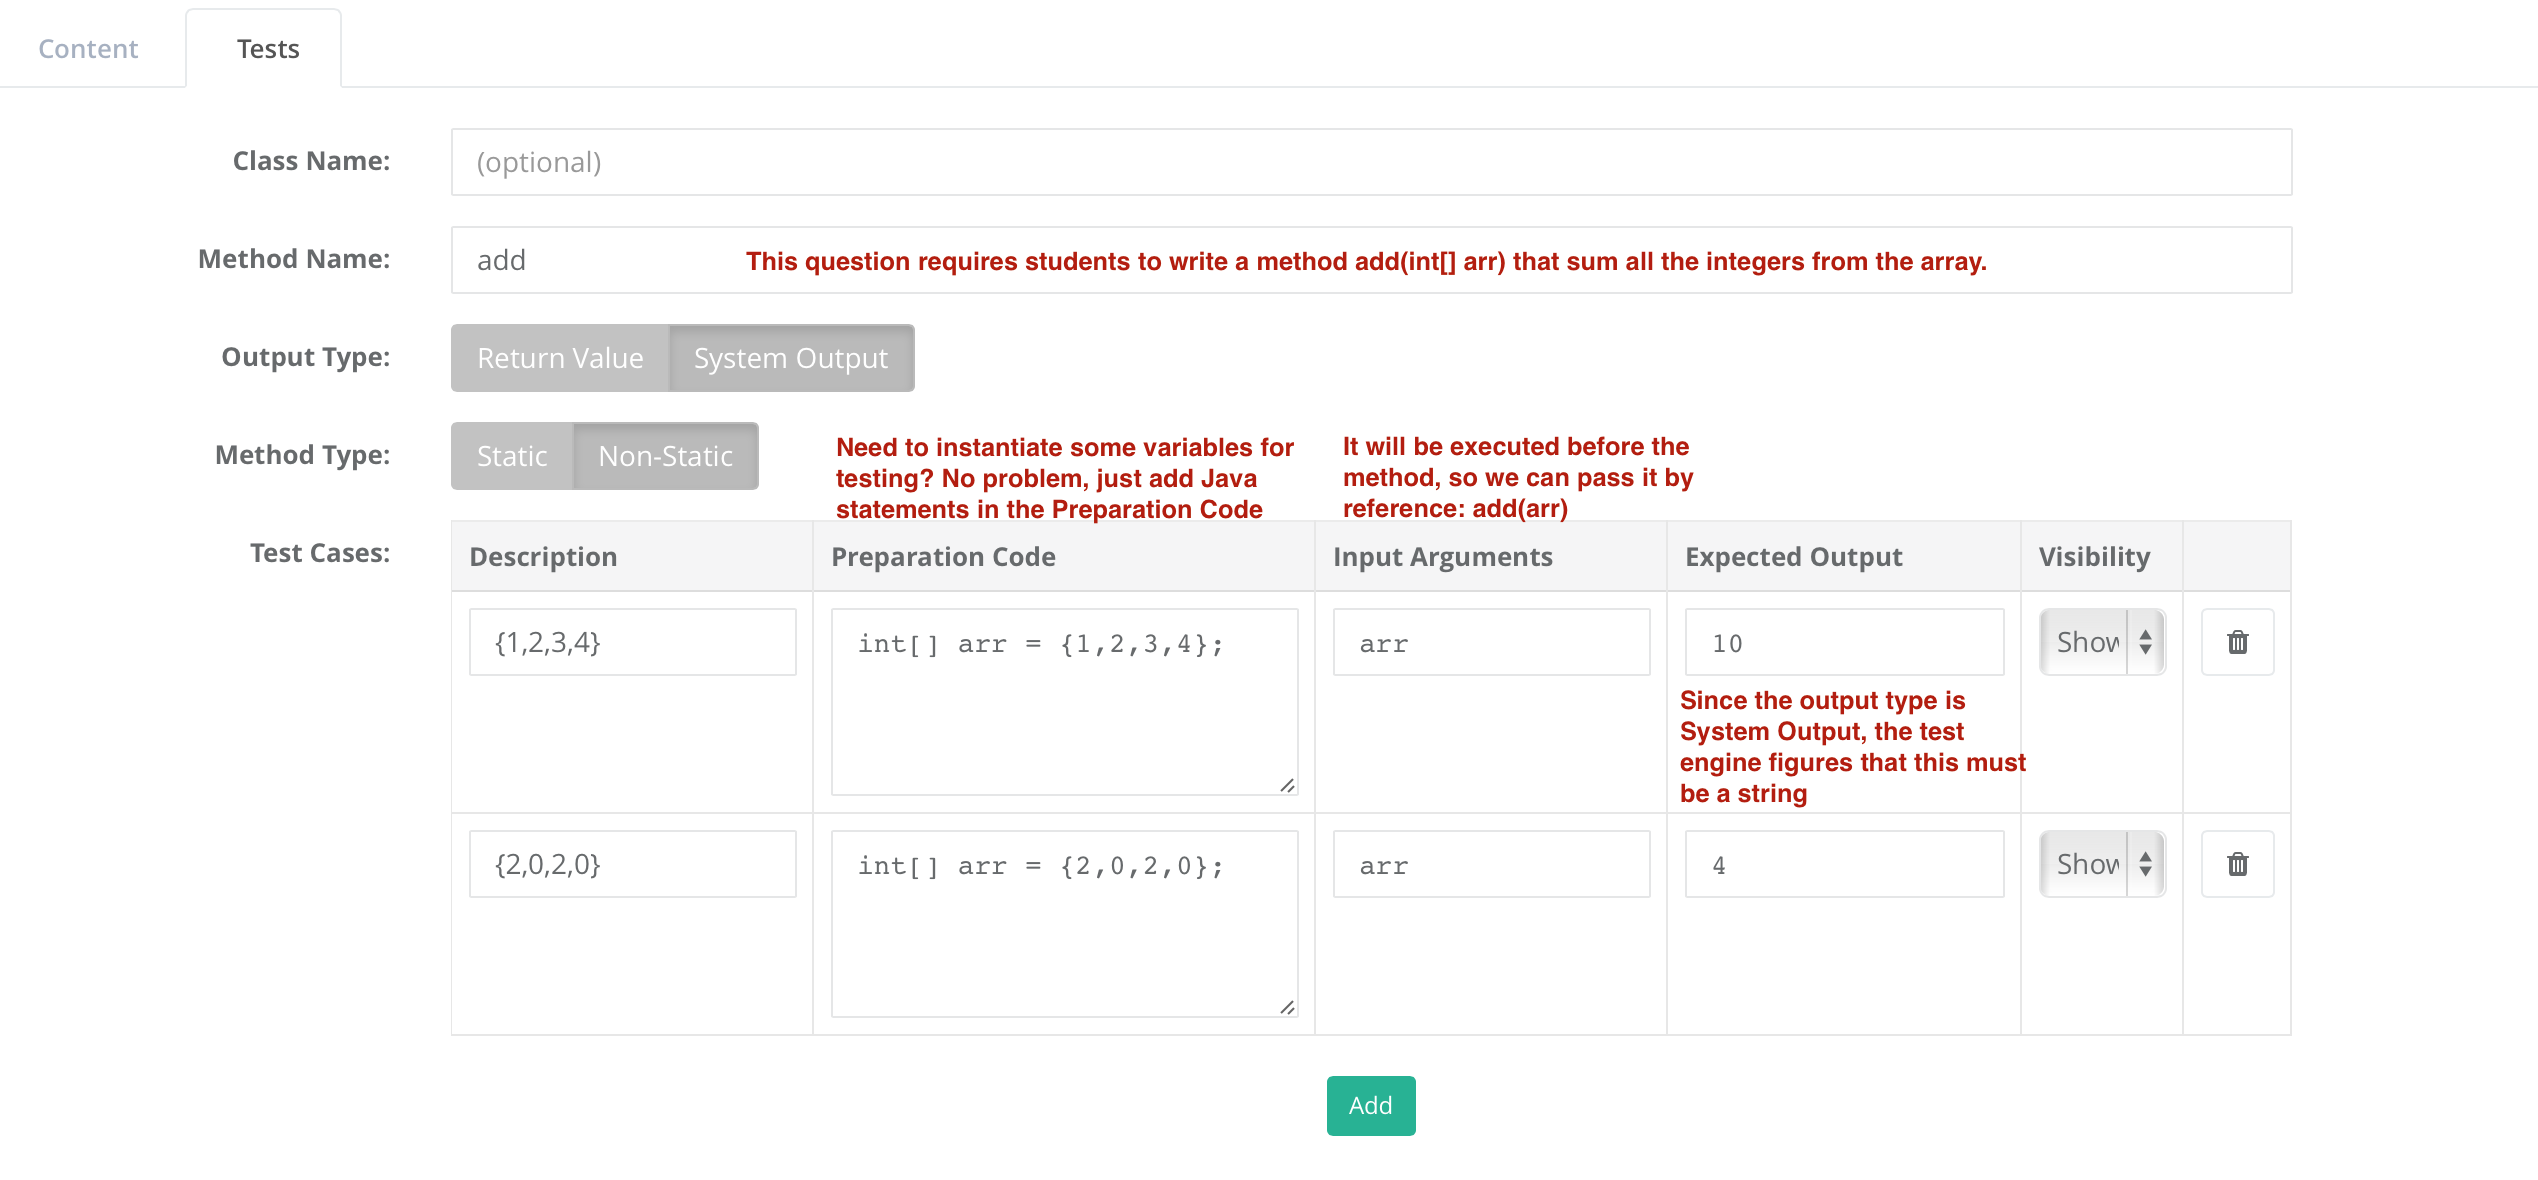 Content
Tests
Class Name:
(optional)
Method Name:
add
This question requires students to write a method add(int[] arr) that sum all the integers from the array.
Output Type:
Return Value
System Output
Method Type:
Static
Non-Static
Need to instantiate some variables for
testing? No problem, just add Java
statements in the Preparation Code
It will be executed before the
method, so we can pass it by
reference: add(arr)
Test Cases:
Description
Preparation Code
Input Arguments
Expected Output
Visibility
{1,2,3,4}
int[] arr = {1,2,3,4};
arr
10
Show
Since the output type is
System Output, the test
engine figures that this must
be a string
{2,0,2,0}
int[] arr = {2,0,2,0};
arr
4
Show
Add